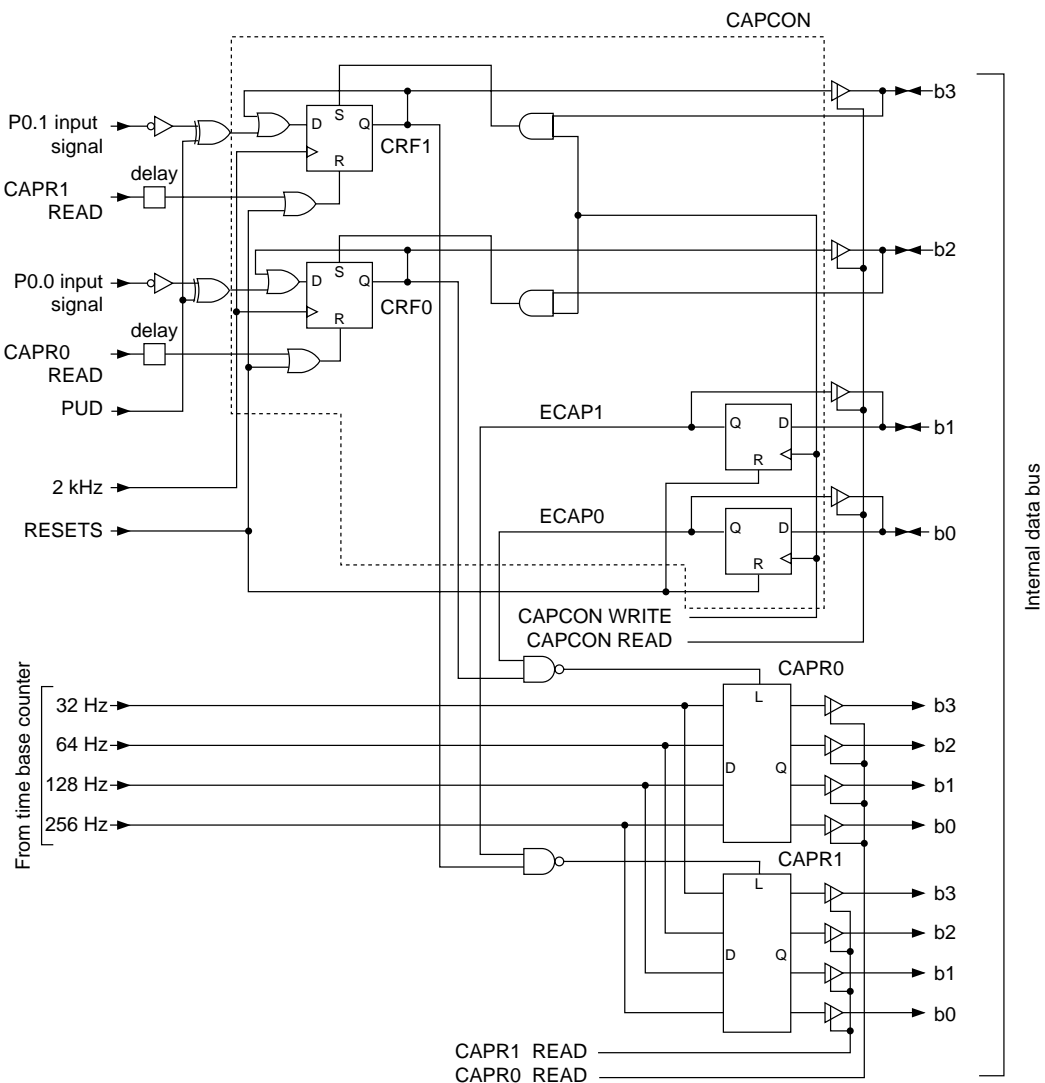 CAPCON
b3
P0.1 input
signal
D
S
Q
R
CRF1
delay
CAPR1
READ
b2
P0.0 input
signal
D
S
Q
R
CRF0
delay
CAPR0
READ
PUD
ECAP1
Q
D
R
b1
2 kHz
RESETS
ECAP0
Q
D
R
b0
CAPCON WRITE
CAPCON READ
Internal data bus
From time base counter
CAPR0
L
32 Hz
b3
64 Hz
b2
D
Q
128 Hz
b1
256 Hz
b0
CAPR1
L
b3
b2
D
Q
b1
b0
CAPR1 READ
CAPR0 READ